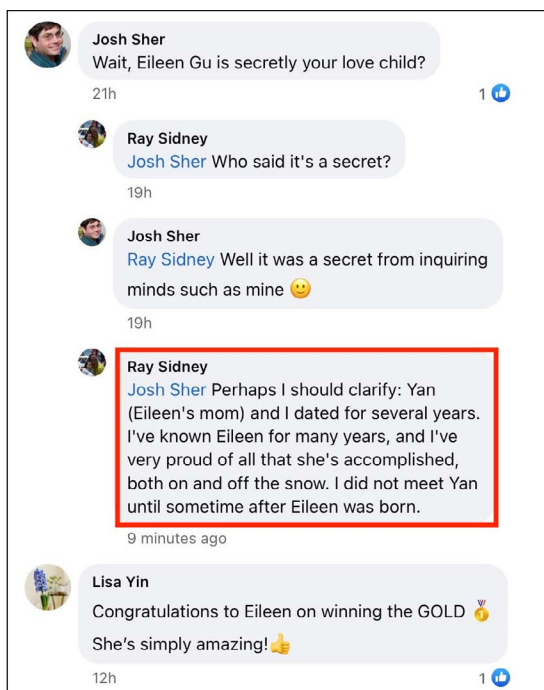 Josh Sher
Wait, Eileen Gu is secretly your love child?
21h
1
Ray Sidney
Josh Sher Who said it's a secret?
19h
Josh Sher
Ray Sidney Well it was a secret from inquiring
minds such as mine 🙂
19h
Ray Sidney
Josh Sher Perhaps I should clarify: Yan
(Eileen's mom) and I dated for several years.
I've known Eileen for many years, and I've
very proud of all that she's accomplished,
both on and off the snow. I did not meet Yan
until sometime after Eileen was born.
9 minutes ago
Lisa Yin
Congratulations to Eileen on winning the GOLD 🥇
She's simply amazing!👍
12h
1